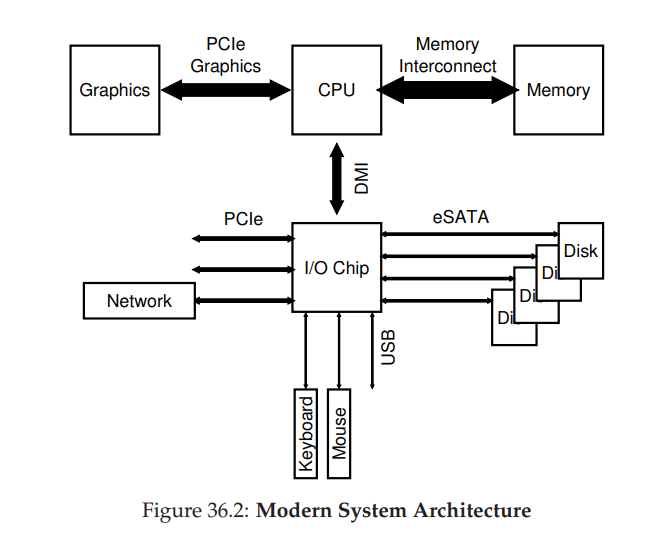 PCIe
Graphics
Memory
Interconnect
Graphics
CPU
Memory
DMI
PCIe
eSATA
Disk
I/O Chip
Di
Di
Network
Di
USB
Keyboard
Mouse
Figure 36.2: Modern System Architecture